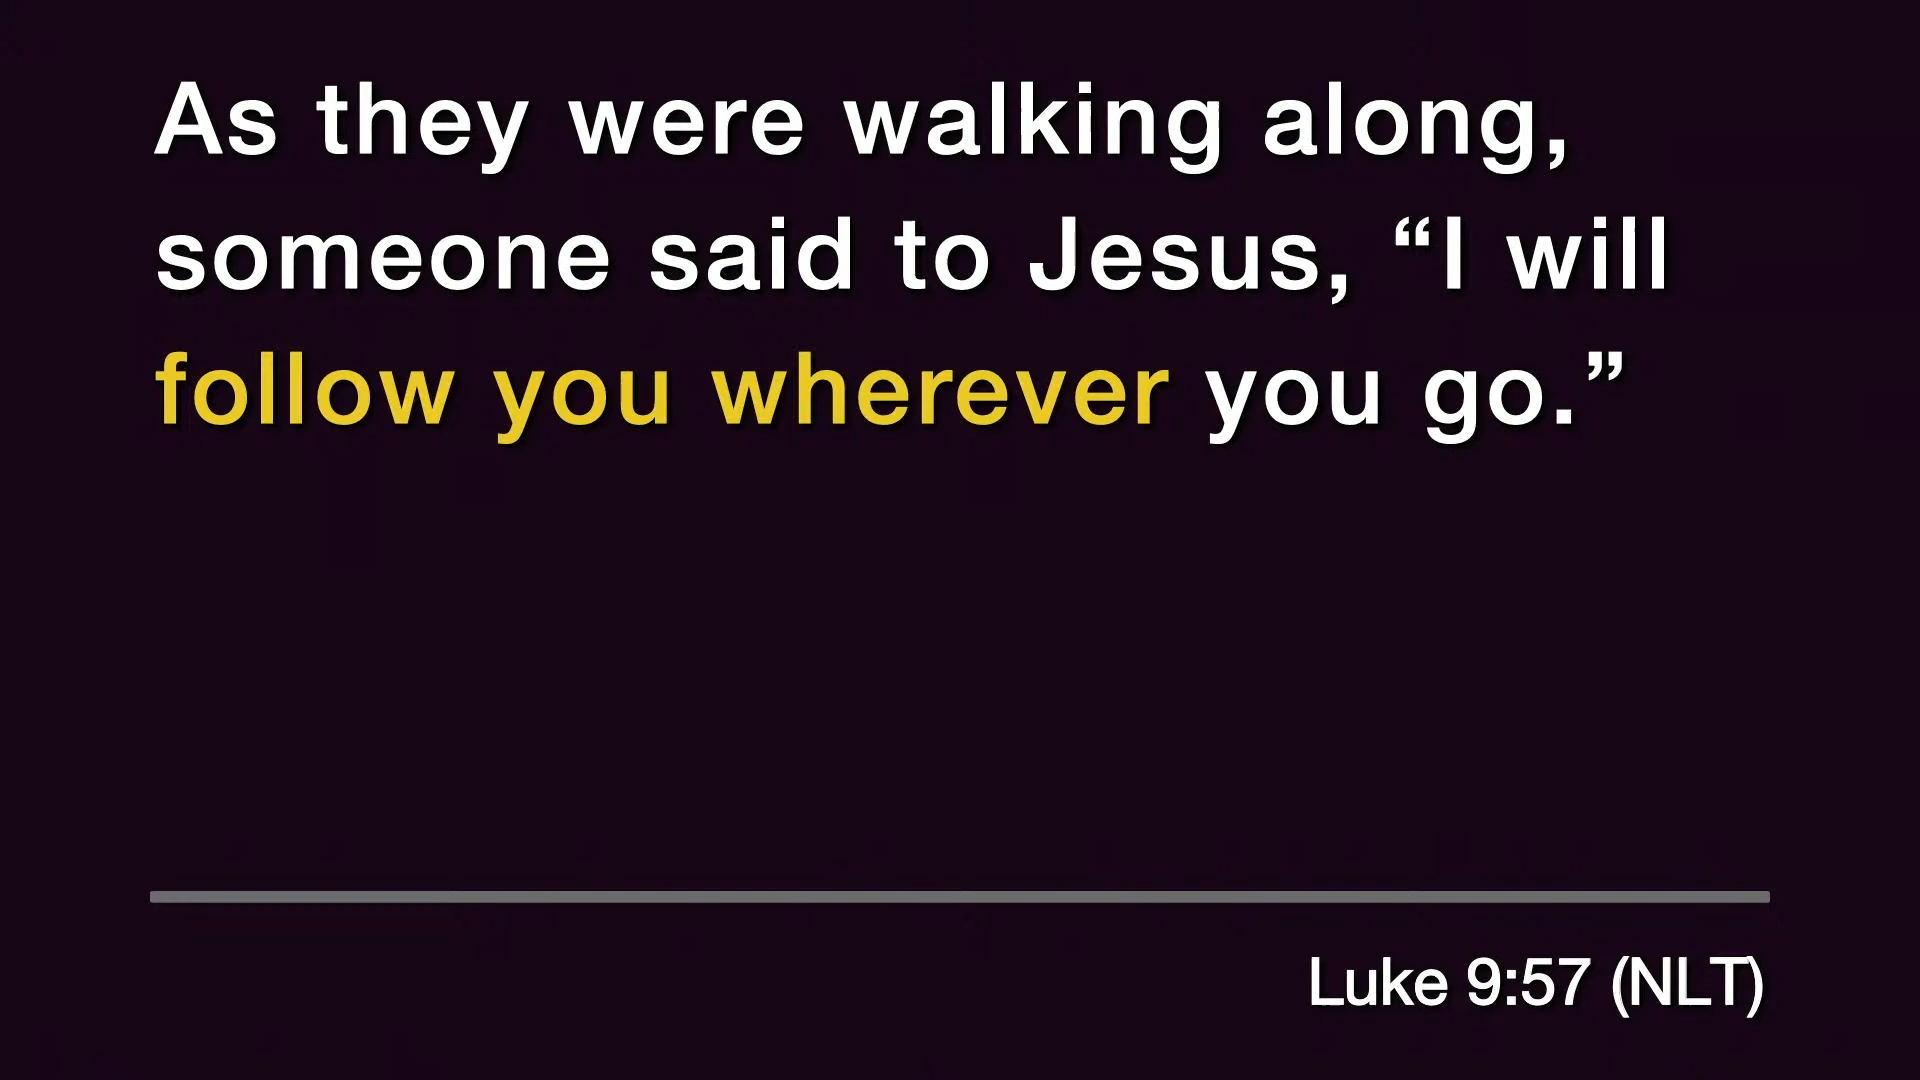 As they were walking along,
someone said to Jesus, “I will
follow you wherever you go.”
Luke 9:57 (NLT)